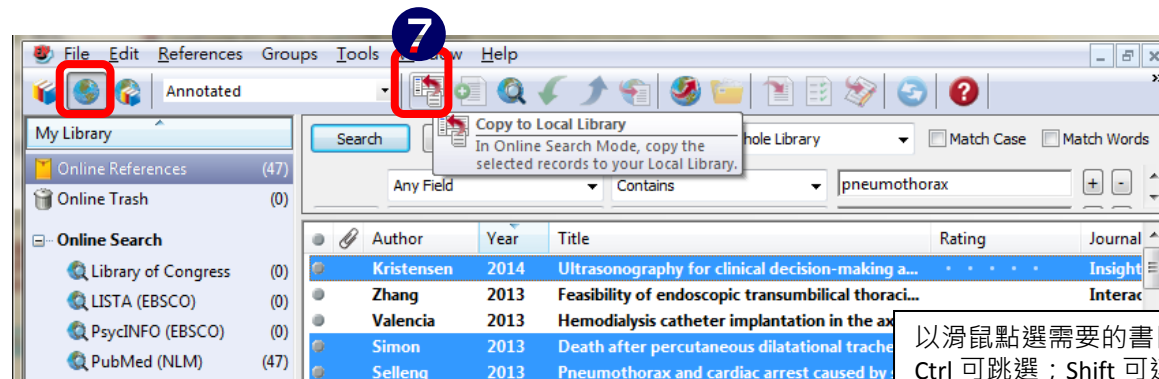 7
File Edit References Groups Tools Help
Annotated
My Library
Online References (47)
Online Trash (0)
Online Search
Library of Congress (0)
LISTA (EBSCO) (0)
PsycINFO (EBSCO) (0)
PubMed (NLM) (47)
Copy to Local Library
In Online Search Mode, copy the
selected records to your Local Library.
Search Library Match Case Match Words
Any Field Contains pneumothorax + -
Author Year Title Rating Journal
Kristensen 2014 Ultrasonography for clinical decision-making a... Insight
Zhang 2013 Feasibility of endoscopic transumbilical thoraci...
Valencia 2013 Hemodialysis catheter implantation in the
Simon 2013 Death after percutaneous dilatational
Selleng 2013 Pneumothorax and cardiac arrest caused by
以滑鼠點選需要的書
Ctrl 可跳選；Shift 可